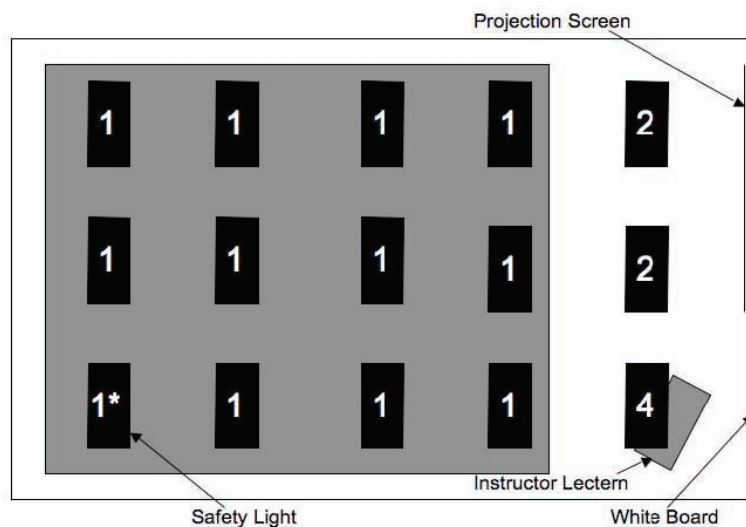 Projection Screen
1 1 1 1 2
1 1 1 1 2
1* 1 1 1 4
Instructor Lectern
Safety Light
White Board